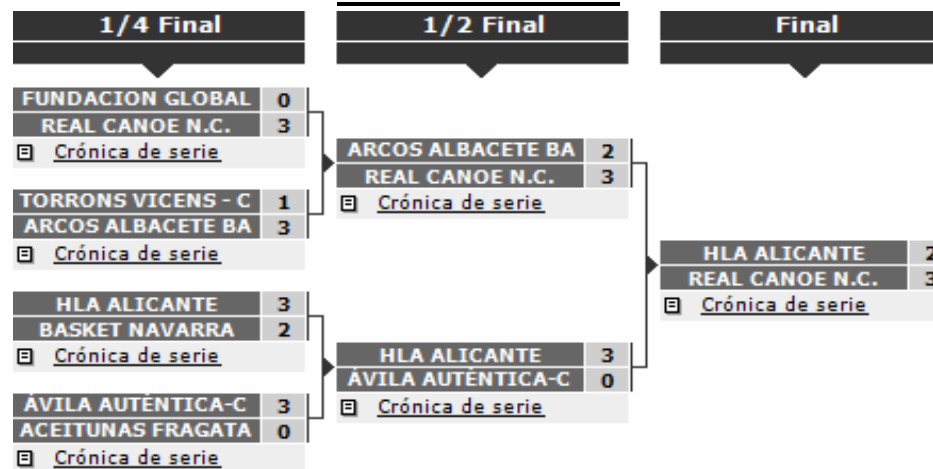 1/4 Final
FUNDACION GLOBAL 0
REAL CANOE N.C. 3
Crónica de serie
TORRONS VICENS - C 1
ARCOS ALBACETE BA 3
Crónica de serie
HLA ALICANTE 3
BASKET NAVARRA 2
Crónica de serie
ÁVILA AUTÉNTICA-C 3
ACEITUNAS FRAGATA 0
Crónica de serie
1/2 Final
ARCOS ALBACETE BA 2
REAL CANOE N.C. 3
Crónica de serie
HLA ALICANTE 3
ÁVILA AUTÉNTICA-C 0
Crónica de serie
Final
HLA ALICANTE 2
REAL CANOE N.C. 3
Crónica de serie